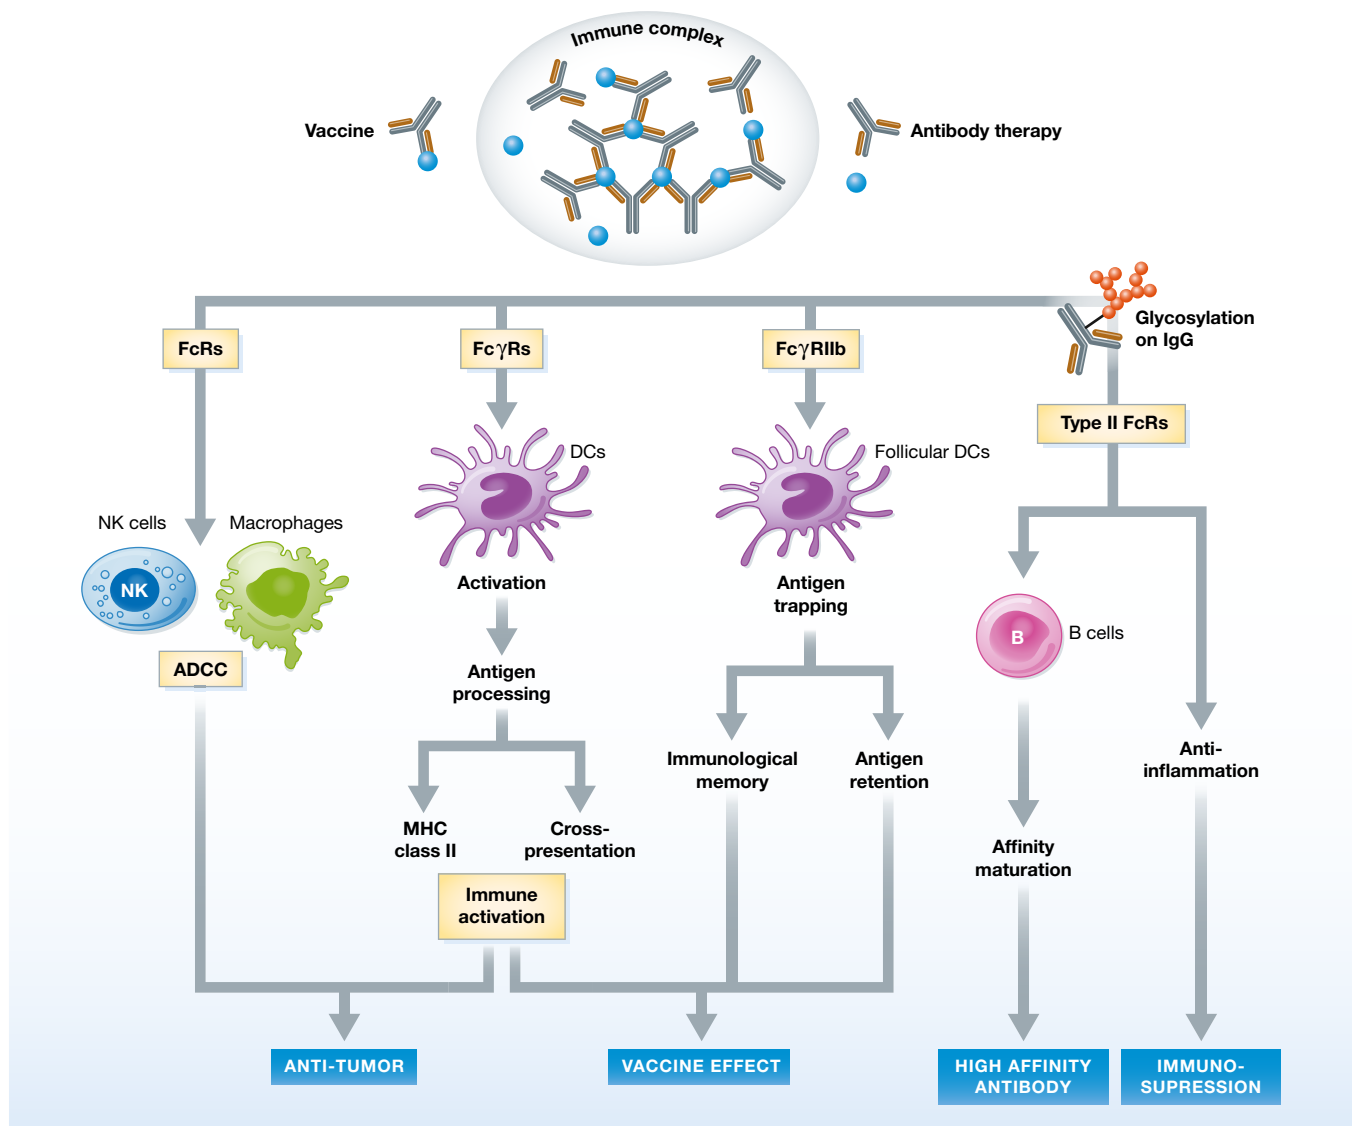 Immune complex
Vaccine
Antibody therapy
Glycosylation
on IgG
FcRs
FcγRs
FcγRIIb
Type II FcRs
DCs
Follicular DCs
NK cells
Macrophages
NK
Activation
Antigen
trapping
B
B cells
ADCC
Antigen
processing
Immunological
memory
Antigen
retention
Anti-
inflammation
MHC
class II
Cross-
presentation
Affinity
maturation
Immune
activation
ANTI-TUMOR
VACCINE EFFECT
HIGH AFFINITY
ANTIBODY
IMMUNO-
SUPRESSION